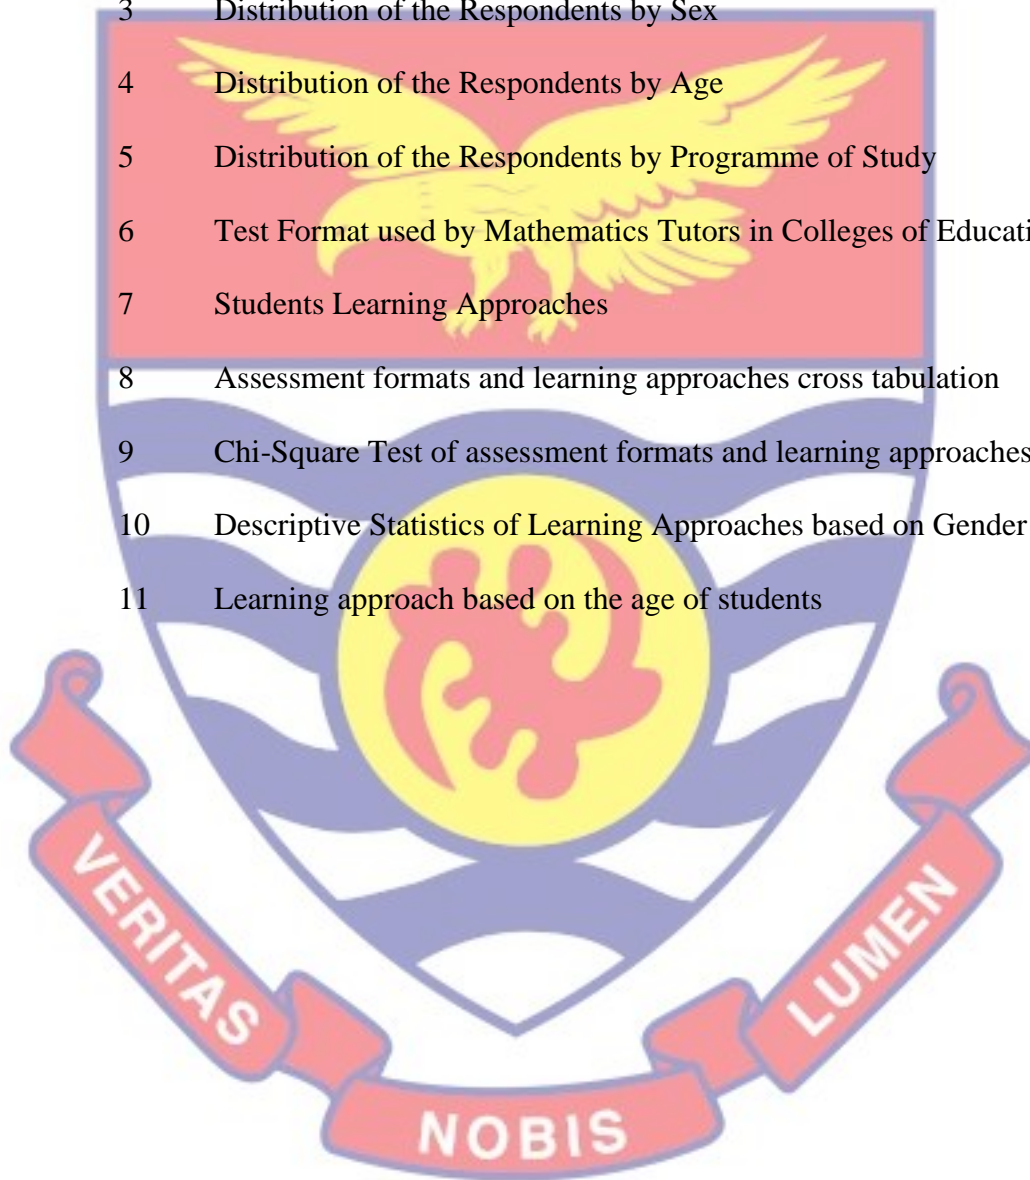 3 Distribution of the Respondents by Sex
4 Distribution of the Respondents by Age
5 Distribution of the Respondents by Programme of Study
6 Test Format used by Mathematics Tutors in Colleges of Educati
7 Students Learning Approaches
8 Assessment formats and learning approaches cross tabulation
9 Chi-Square Test of assessment formats and learning approaches
10 Descriptive Statistics of Learning Approaches based on Gender
11 Learning approach based on the age of students
VERITAS
NOBIS
LUMEN